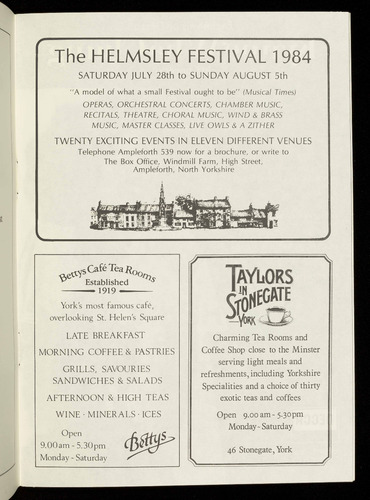 The HELMSLEY FESTIVAL 1984
SATURDAY JULY 28th to SUNDAY AUGUST 5th
"A model of what a small Festival ought to be" (Musical Times)
OPERAS, ORCHESTRAL CONCERTS, CHAMBER MUSIC,
RECITALS, THEATRE, CHORAL MUSIC, WIND & BRASS
MUSIC, MASTER CLASSES, LIVE OWLS & A ZITHER
TWENTY EXCITING EVENTS IN ELEVEN DIFFERENT VENUES
Telephone Ampleforth 539 now for a brochure, or write to
The Box Office, Windmill Farm, High Street,
Ampleforth, North Yorkshire
Bettys Café Tea Rooms
Established
1919
York's most famous café,
overlooking St. Helen's Square
LATE BREAKFAST
MORNING COFFEE & PASTRIES
GRILLS, SAVOURIES
SANDWICHES & SALADS
AFTERNOON & HIGH TEAS
WINE · MINERALS · ICES
Open
9.00am - 5.30pm
Monday - Saturday
Bettys
TAYLORS
IN
STONEGATE
YORK
Charming Tea Rooms and
Coffee Shop close to the Minster
serving light meals and
refreshments, including Yorkshire
Specialities and a choice of thirty
exotic teas and coffees
Open 9.00am - 5.30pm
Monday - Saturday
46 Stonegate, York